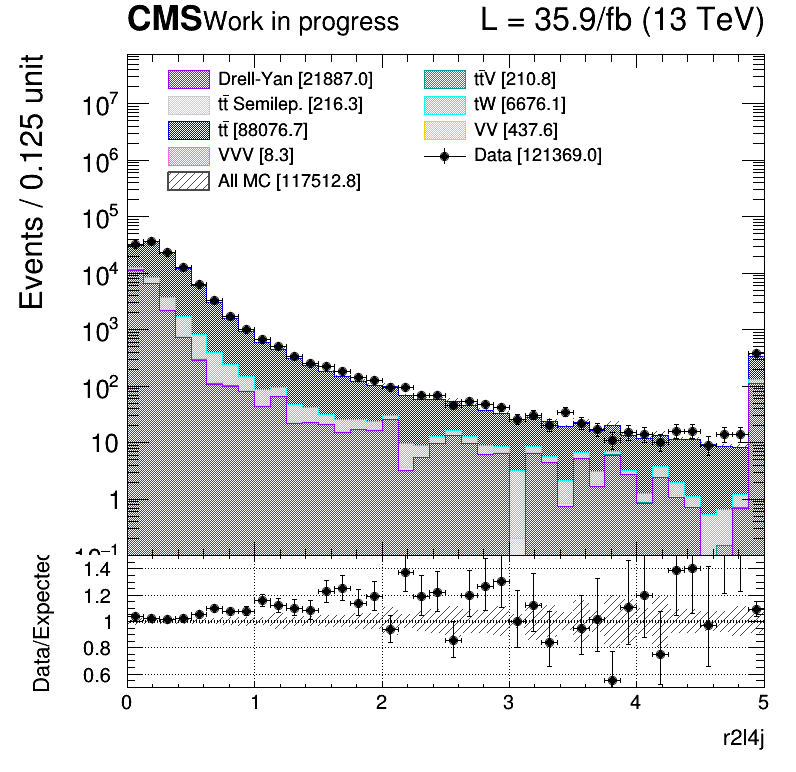 CMS Work in progress L = 35.9/fb (13 TeV)
Events / 0.125 unit
Drell-Yan [21887.0]
tt̄ Semilep. [216.3]
tt̄ [88076.7]
VVV [8.3]
All MC [117512.8]
tt̄V [210.8]
tW [6676.1]
VV [437.6]
Data [121369.0]
10⁷
10⁶
10⁵
10⁴
10³
10²
10
1
10⁻¹
Data/Expected
1.4
1.2
1
0.8
0.6
0 1 2 3 4 5
r2l4j